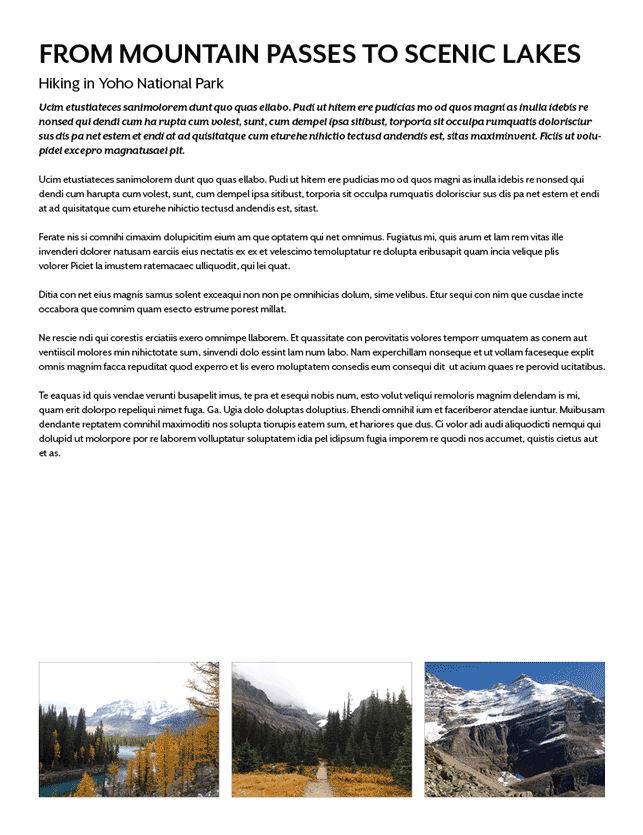 FROM MOUNTAIN PASSES TO SCENIC LAKES
Hiking in Yoho National Park
Ucim etustiateces sanimolorem dunt quo quas ellabo. Pudi ut hitem ere pudicias mo od quos magni as inulla idebis re
nonsed qui dendi cum ha rupta cum volest, sunt, cum dempel ipsa sitibust, torporia sit occulpa rumquatis dolorisciur
sus dis pa net estem et endi at ad quisitatque cum eturehe nihictio tectusd andendis est, sitas maximinvent. Ficiis ut volu-
pidel excepro magnatusaei pit.
Ucim etustiateces sanimolorem dunt quo quas ellabo. Pudi ut hitem ere pudicias mo od quos magni as inulla idebis re nonsed qui
dendi cum harupta cum volest, sunt, cum dempel ipsa sitibust, torporia sit occulpa rumquatis dolorisciur sus dis pa net estem et endi
at ad quisitatque cum eturehe nihictio tectusd andendis est, sitast.
Ferate nis si comnihi cimaxim dolupicitim eium am que optatem qui net omnimus. Fugiatus mi, quis arum et lam rem vitas ille
invenderi dolorer natusam earciis eius nectatis ex ex et velescimo temoluptatur re dolupta eribusapit quam incia velique plis
volorer Piciet la imustem ratemacaec ulliquodit, qui lei quat.
Ditia con net eius magnis samus solent exceaqui non non pe omnihicias dolum, sime velibus. Etur sequi con nim que cusdae incte
occabora que comnim quam esecto estrume porest millat.
Ne rescie ndi qui corestis erciatiis exero omnimpe llaborem. Et quassitate con perovitatis volores temporr umquatem as conem aut
ventiiscil molores min nihictotate sum, sinvendi dolo essint lam num labo. Nam experchillam nonseque et ut vollam faceseque explit
omnis magnim facca repuditat quod experro et lis evero moluptatem consedis eum consequi dit ut acium quaes re perovid ucitatibus.
Te eaquas id quis vendae verunti busapelit imus, te pra et esequi nobis num, esto volut veliqui remoloris magnim delendam is mi,
quam erit dolorpo repeliqui nimet fuga. Ga. Ugia dolo doluptas doluptius. Ehendi omnihil ium et faceriberor atendae iuntur. Muibusam
dendante reptatem comnihil maximoditi nos solupta tiorupis eatem sum, et hariores que dus. Ci volor adi audi aliquodicti nemqui qui
dolupid ut molorpore por re laborem volluptatur soluptatem idia pel idipsum fugia imporem re quodi nos accumet, quistis cietus aut
et as.